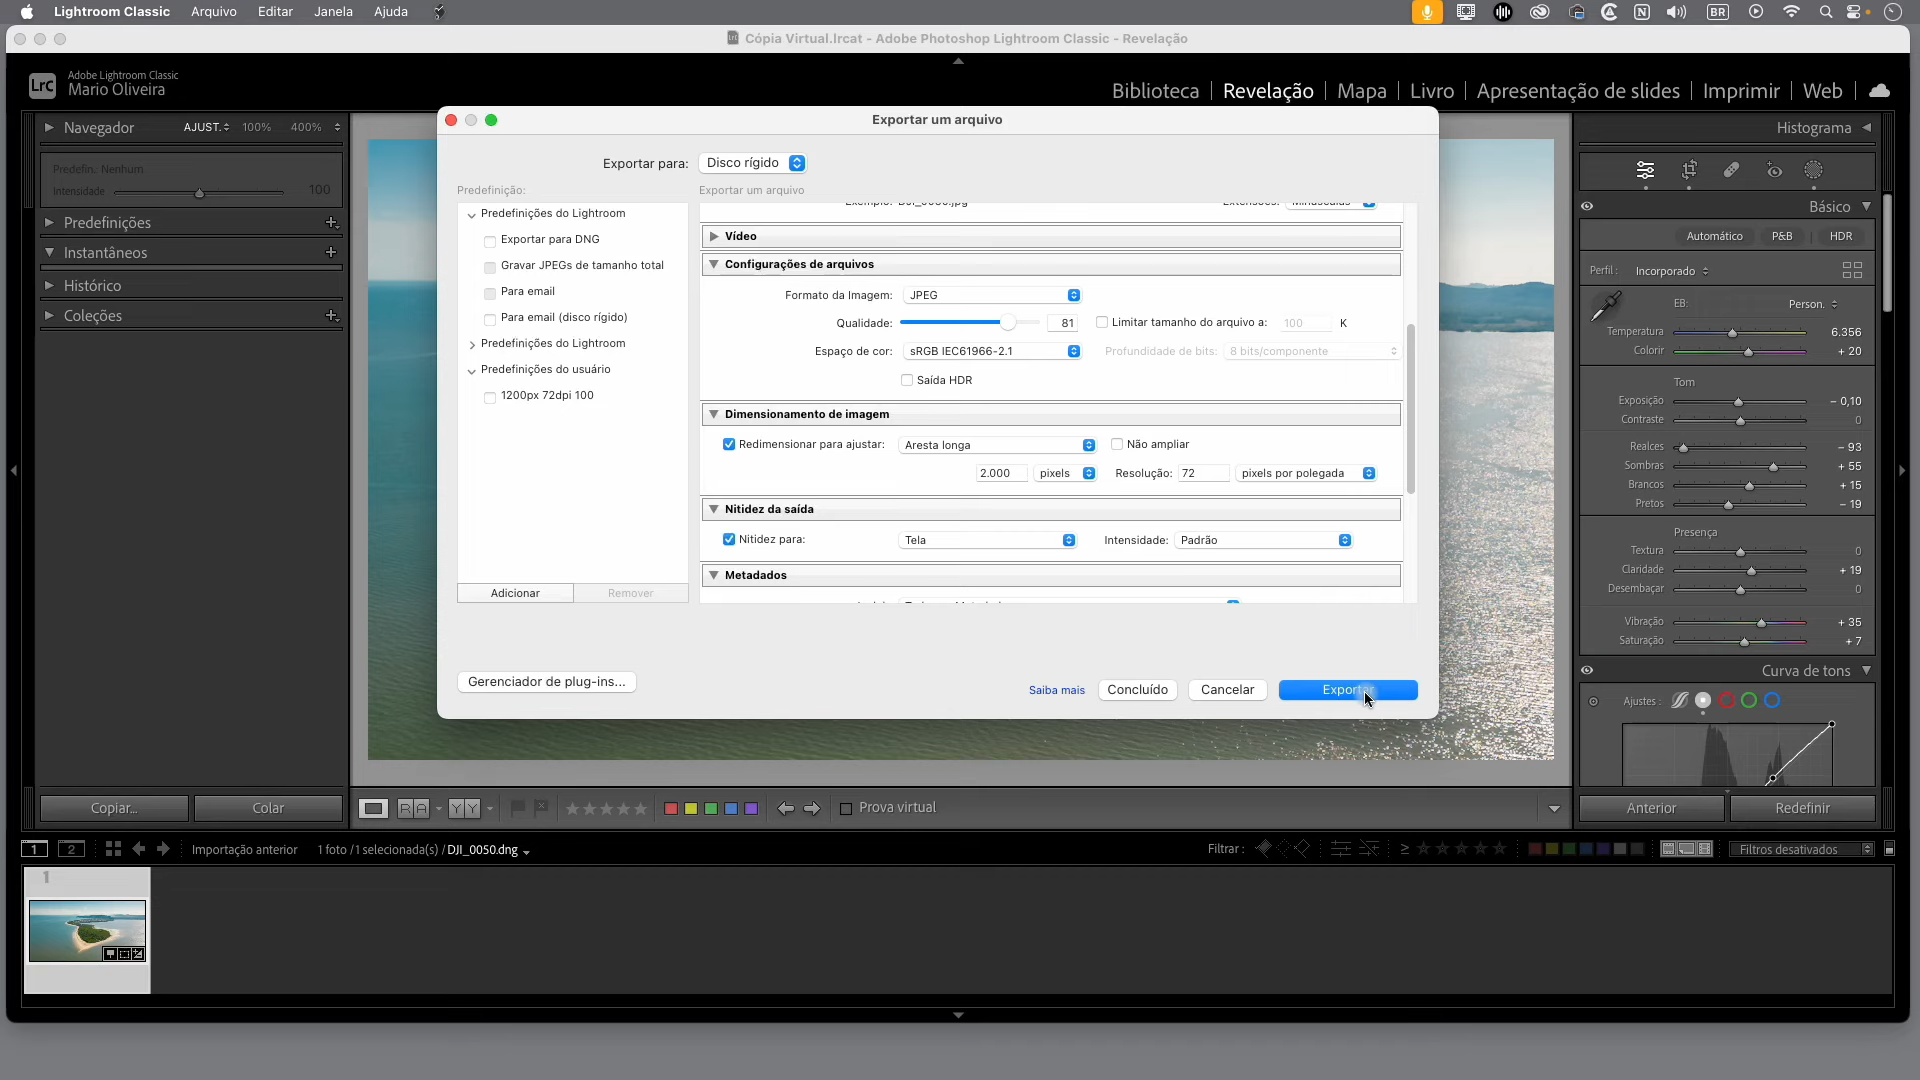 Lightroom Classic Arquivo Editar Janela Ajuda BR
Cópia Virtual.lrcat - Adobe Photoshop Lightroom Classic - Revelação
Adobe Lightroom Classic
LrC
Mario Oliveira
Biblioteca | Revelação | Mapa | Livro | Apresentação de slides | Imprimir | Web
Navegador AJUST. 100% 400%
Exportar um arquivo
Histograma
Exportar para: Disco rígido
Predefin.: Nenhum
Intensidade 100
Predefinição: Exportar um arquivo
Predefinições
Instantâneos
Histórico
Coleções
Predefinições do Lightroom
Exportar para DNG
Gravar JPEGs de tamanho total
Para email
Para email (disco rígido)
Predefinições do Lightroom
Predefinições do usuário
1200px 72dpi 100
Adicionar Remover
Vídeo
Configurações de arquivos
Formato da Imagem: JPEG
Qualidade: 81 Limitar tamanho do arquivo a: 100 K
Espaço de cor: sRGB IEC61966-2.1 Profundidade de bits: 8 bits/componente
Saída HDR
Dimensionamento de imagem
Redimensionar para ajustar: Aresta longa Não ampliar
2.000 pixels Resolução: 72 pixels por polegada
Nitidez da saída
Nitidez para: Tela Intensidade: Padrão
Metadados
Gerenciador de plug-ins... Saiba mais Concluído Cancelar Exportar
Básico
Automático P&B | HDR
Perfil : Incorporado
EB: Person.
Temperatura 6.356
Colorir + 20
Tom
Exposição – 0,10
Contraste 0
Realces – 93
Sombras + 55
Brancos + 15
Pretos – 19
Presença
Textura 0
Claridade + 19
Desembaçar 0
Vibração + 35
Saturação + 7
Curva de tons
Ajustes :
Copiar... Colar
R A Y Y Prova virtual
Anterior Redefinir
1 2 Importação anterior 1 foto /1 selecionada(s) / DJI_0050.dng
Filtrar : ≥ Filtros desativados
1